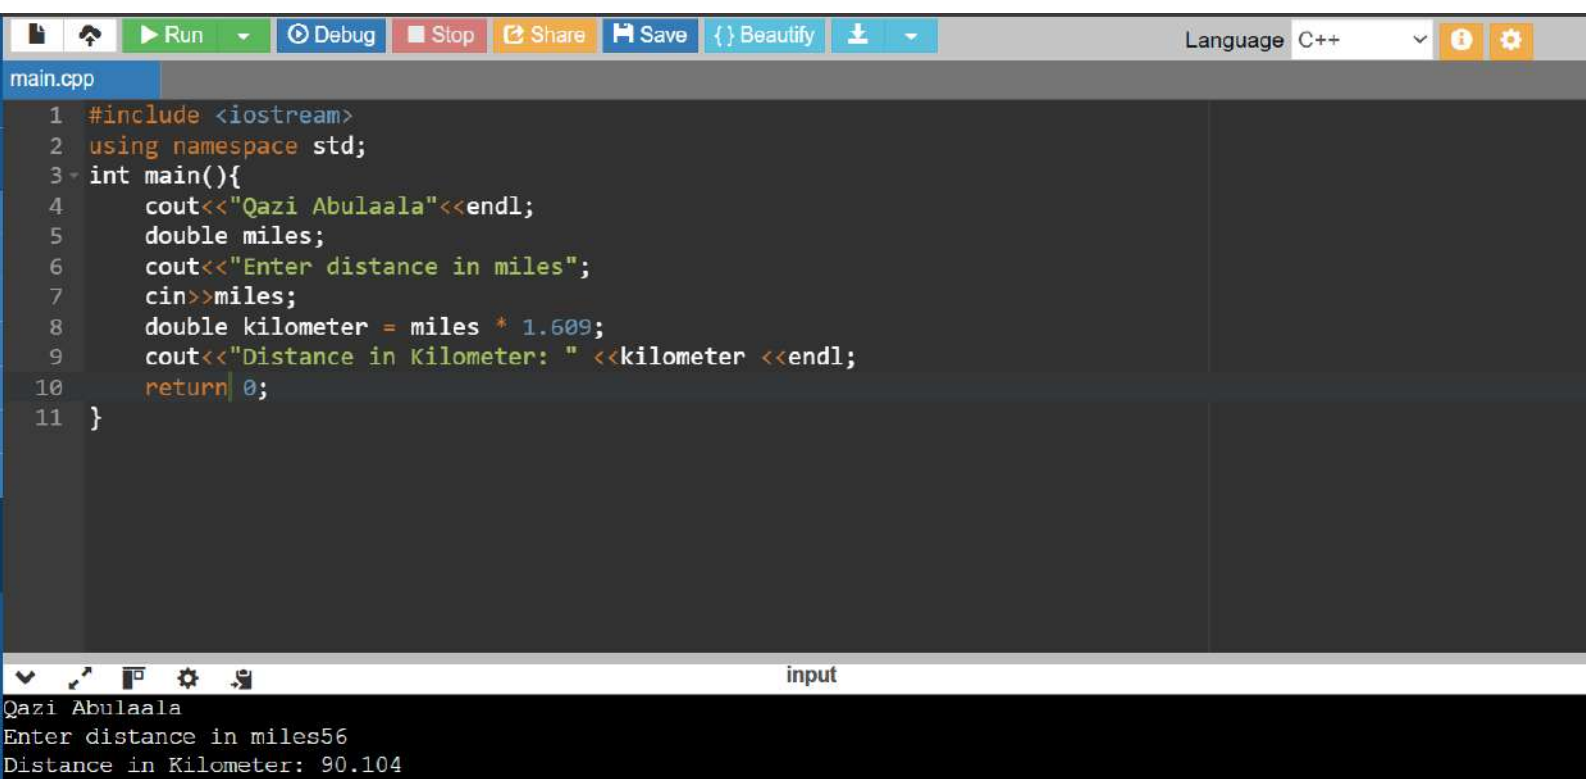 Run Debug Stop Share Save { } Beautify Language C++
main.cpp
1 #include <iostream>
2 using namespace std;
3 int main(){
4     cout<<"Qazi Abulaala"<<endl;
5     double miles;
6     cout<<"Enter distance in miles";
7     cin>>miles;
8     double kilometer = miles * 1.609;
9     cout<<"Distance in Kilometer: " <<kilometer <<endl;
10     return 0;
11 }
input
Qazi Abulaala
Enter distance in miles56
Distance in Kilometer: 90.104